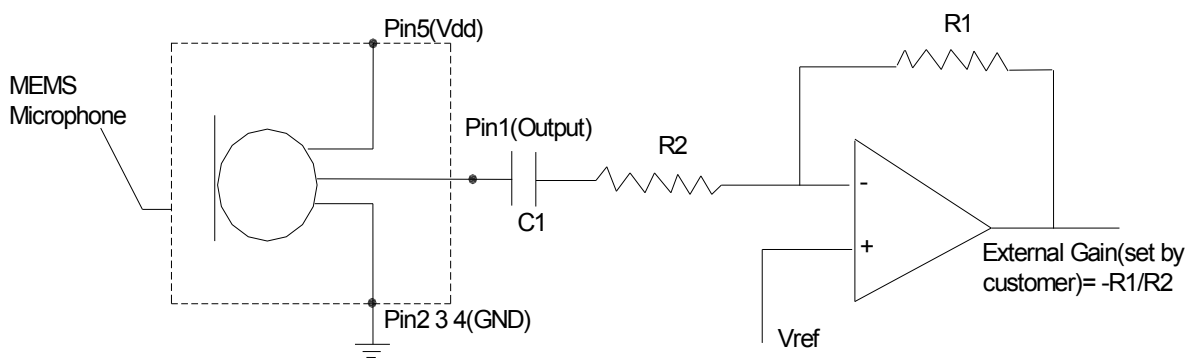 R1
Pin5(Vdd)
MEMS
Microphone
Pin1(Output)
R2
-
C1
+
External Gain(set by
customer)= -R1/R2
Pin2 3 4(GND)
Vref